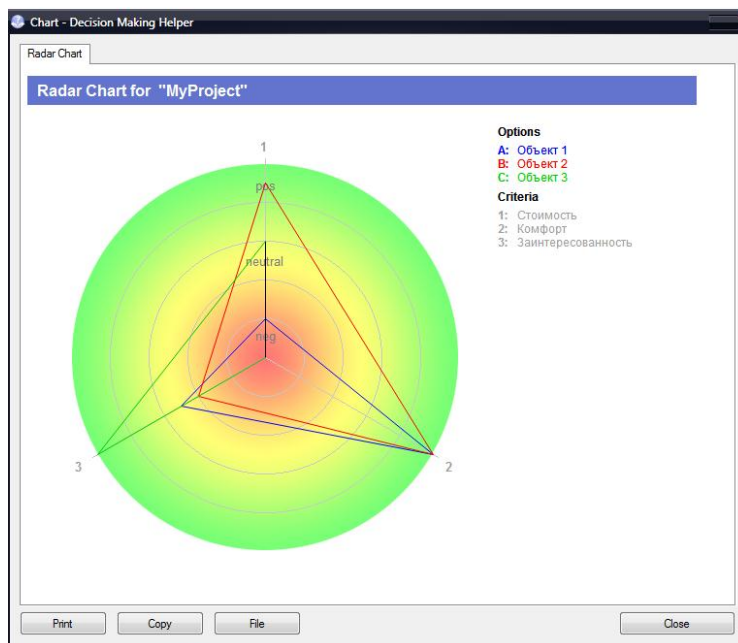 Chart - Decision Making Helper
Radar Chart
Radar Chart for "MyProject"
Options
A: Объект 1
B: Объект 2
C: Объект 3
Criteria
1: Стоимость
2: Комфорт
3: Заинтересованность
1
pos
neutral
neg
3
2
Print
Copy
File
Close